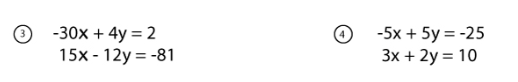 ③ -30x + 4y = 2
15x - 12y = -81
④ -5x + 5y = -25
3x + 2y = 10